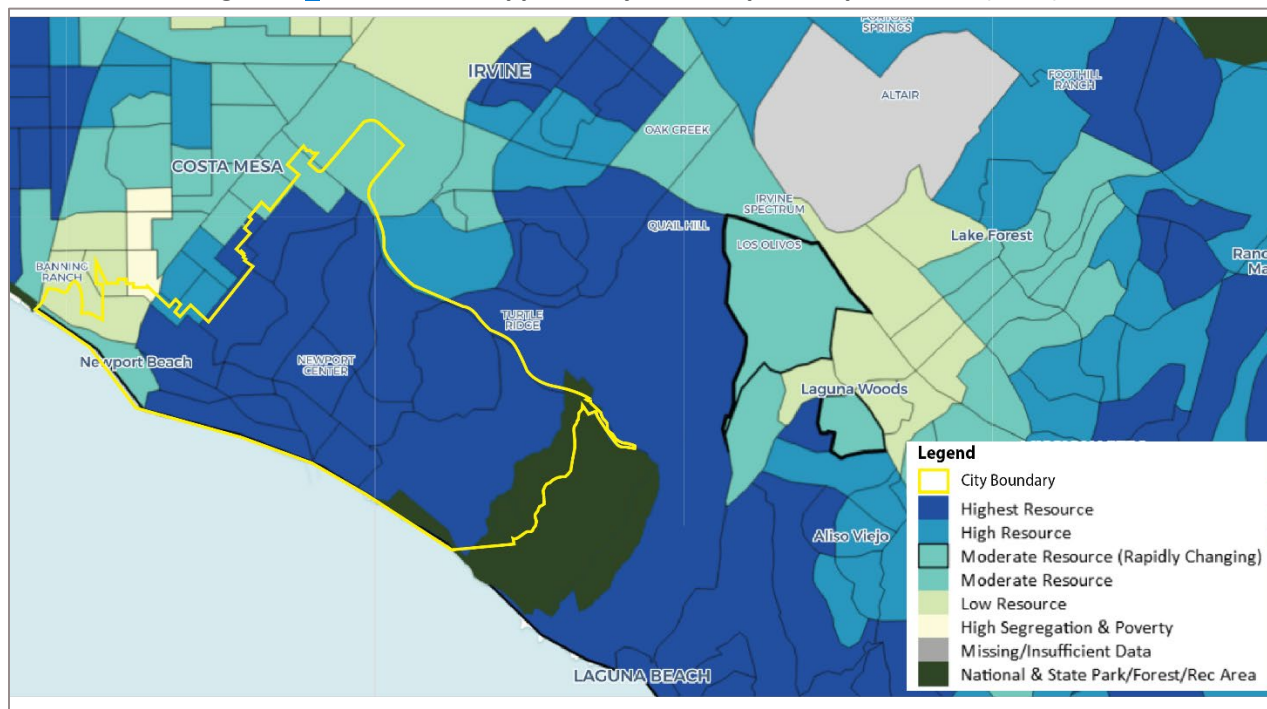 IRVINE
SPRINGS
FOOTHILL
RANCH
ALTAIR
OAK CREEK
COSTA MESA
IRVINE
SPECTRUM
QUAIL HILL
LOS OLIVOS
Lake Forest
BANNING
RANCH
TURTLE
RIDGE
Newport Beach
NEWPORT
CENTER
Laguna Woods
Aliso Viejo
LAGUNA BEACH
Legend
City Boundary
Highest Resource
High Resource
Moderate Resource (Rapidly Changing)
Moderate Resource
Low Resource
High Segregation & Poverty
Missing/Insufficient Data
National & State Park/Forest/Rec Area